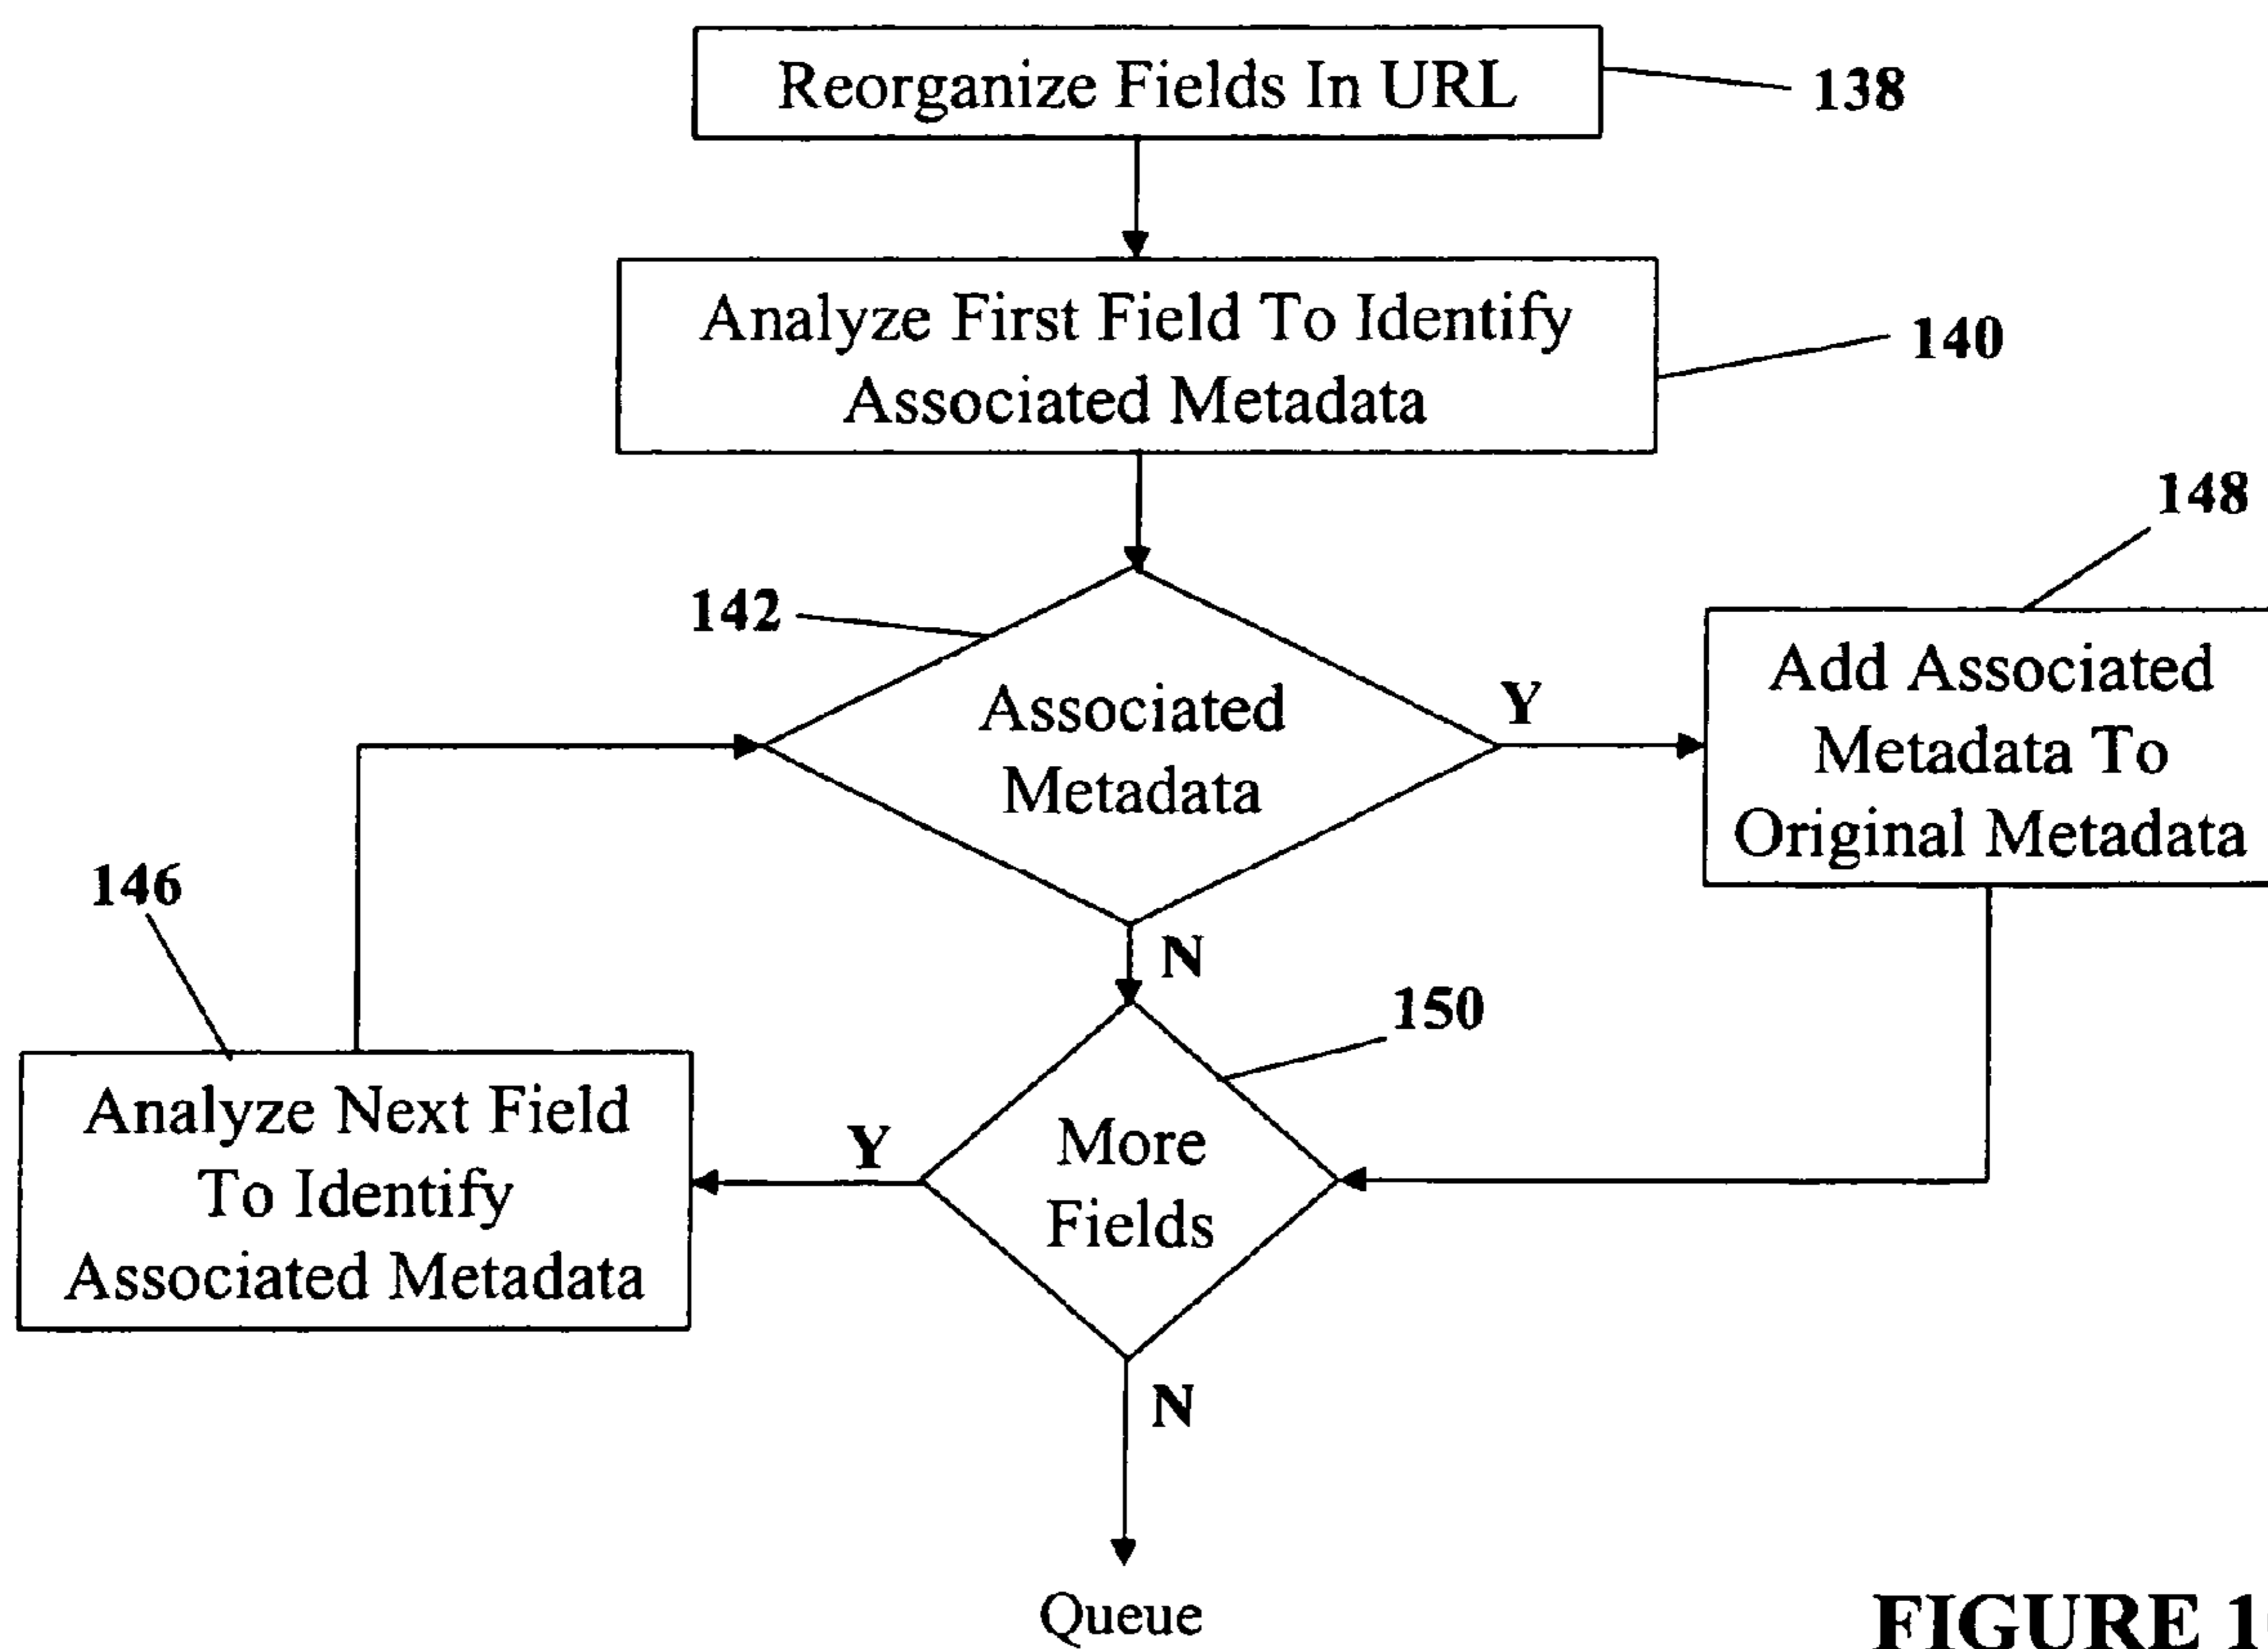 Reorganize Fields In URL
138
Analyze First Field To Identify
Associated Metadata
140
148
142
Associated
Metadata
Y
Add Associated
Metadata To
Original Metadata
146
N
150
Analyze Next Field
To Identify
Associated Metadata
Y
More
Fields
N
Queue
FIGURE